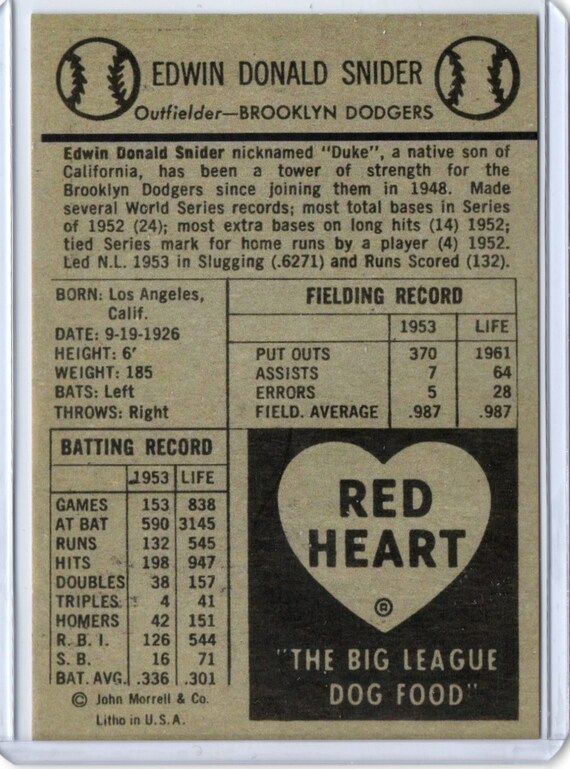 EDWIN DONALD SNIDER
Outfielder—BROOKLYN DODGERS
Edwin Donald Snider nicknamed "Duke", a native son of
California, has been a tower of strength for the
Brooklyn Dodgers since joining them in 1948. Made
several World Series records; most total bases in Series
of 1952 (24); most extra bases on long hits (14) 1952;
tied Series mark for home runs by a player (4) 1952.
Led N.L. 1953 in Slugging (.6271) and Runs Scored (132).
BORN: Los Angeles,
Calif.
DATE: 9-19-1926
HEIGHT: 6'
WEIGHT: 185
BATS: Left
THROWS: Right
FIELDING RECORD
1953 LIFE
PUT OUTS 370 1961
ASSISTS 7 64
ERRORS 5 28
FIELD. AVERAGE .987 .987
BATTING RECORD
1953 LIFE
GAMES 153 838
AT BAT 590 3145
RUNS 132 545
HITS 198 947
DOUBLES 38 157
TRIPLES 4 41
HOMERS 42 151
R. B. I. 126 544
S. B. 16 71
BAT. AVG. .336 .301
© John Morrell & Co.
Litho in U.S.A.
RED
HEART
®
"THE BIG LEAGUE
DOG FOOD"